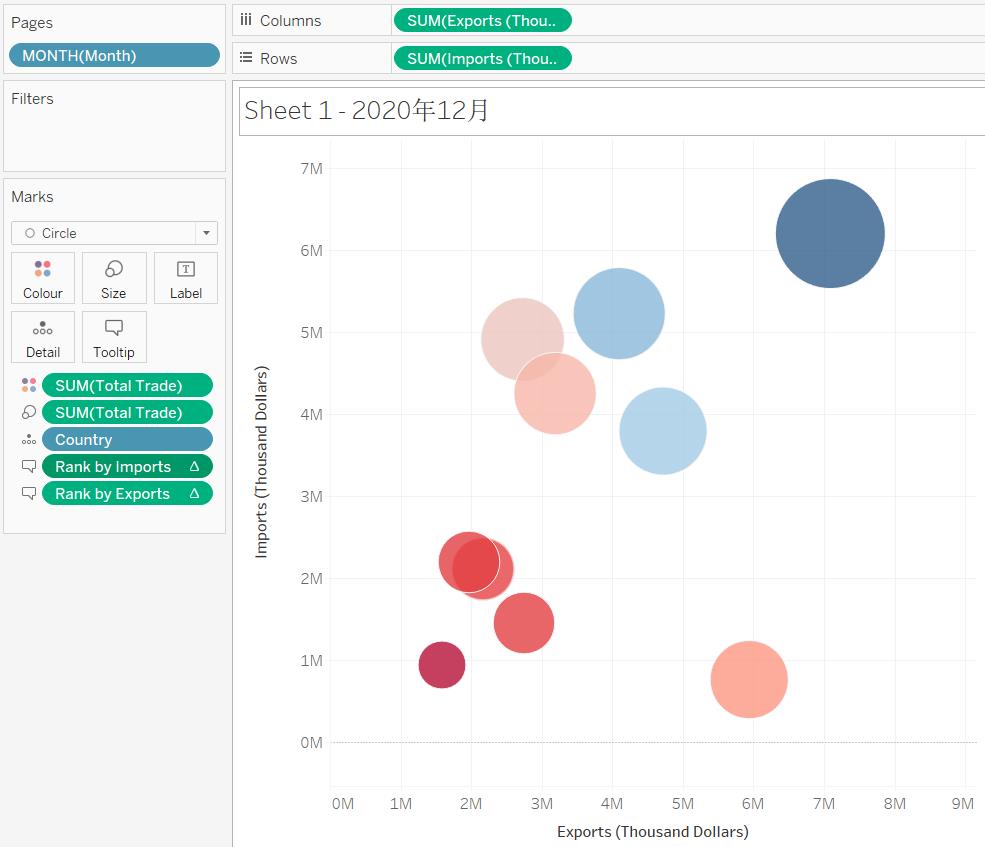 Pages
MONTH(Month)
Filters
Marks
Circle
Colour
Size
Label
Detail
Tooltip
SUM(Total Trade)
SUM(Total Trade)
Country
Rank by Imports Δ
Rank by Exports Δ
Columns
SUM(Exports (Thou..
Rows
SUM(Imports (Thou..
Sheet 1 - 2020年12月
7M
6M
5M
4M
3M
2M
1M
0M
Imports (Thousand Dollars)
0M 1M 2M 3M 4M 5M 6M 7M 8M 9M
Exports (Thousand Dollars)